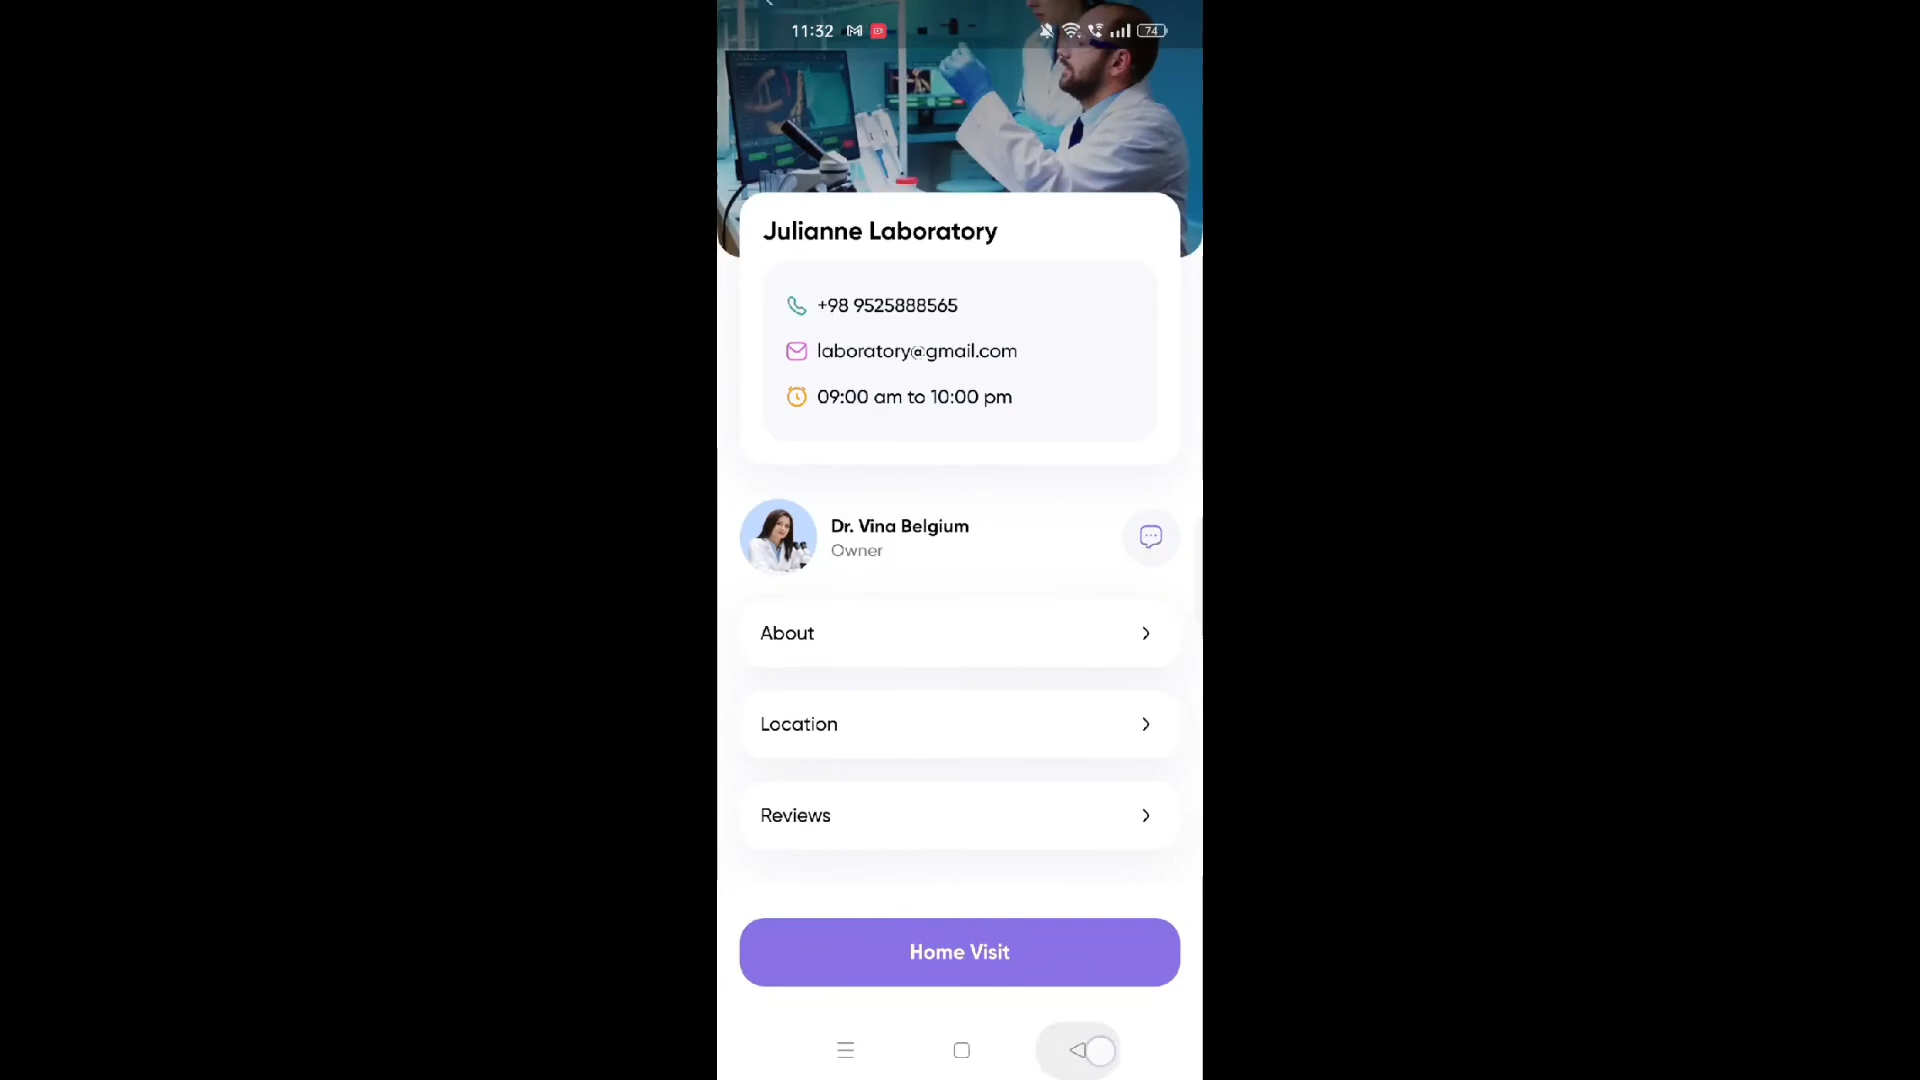 11:32
74
Julianne Laboratory
+98 9525888565
laboratory@gmail.com
09:00 am to 10:00 pm
Dr. Vina Belgium
Owner
About
Location
Reviews
Home Visit